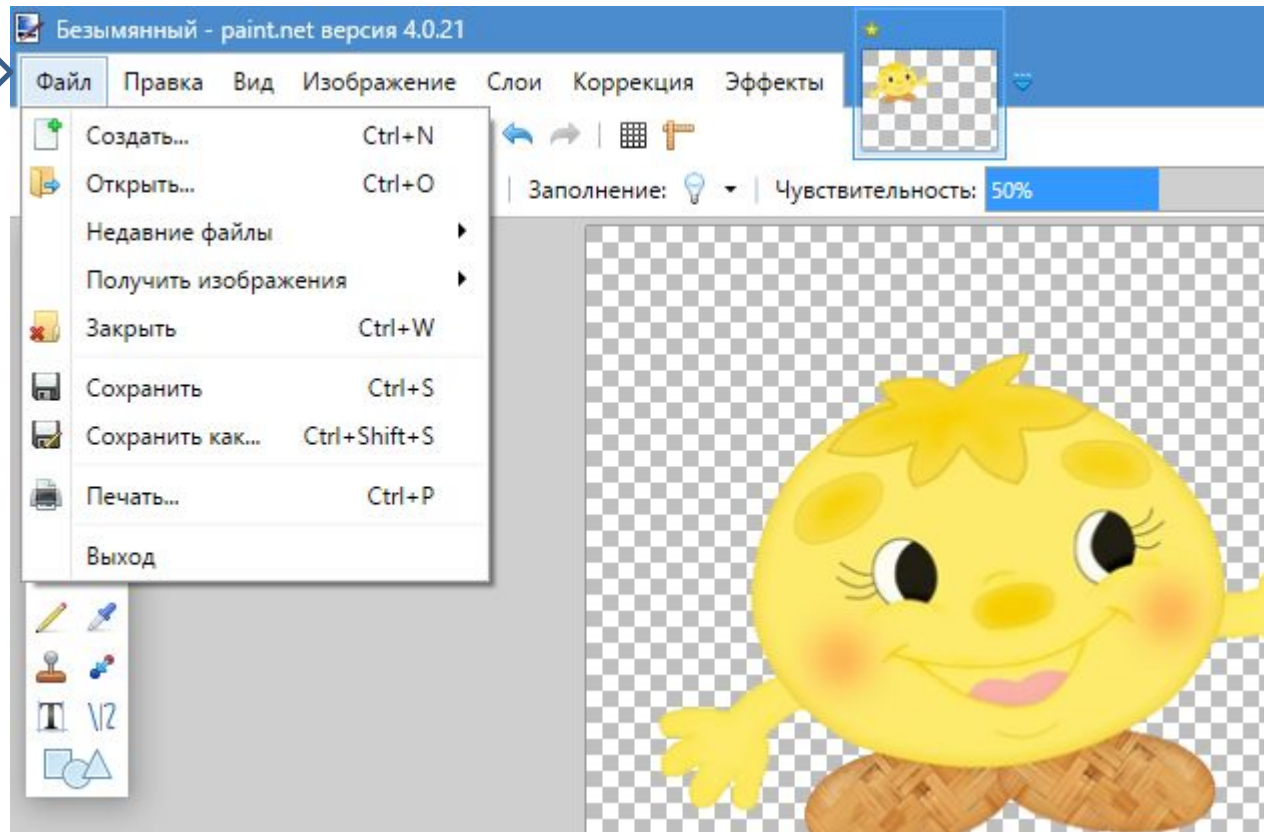 Безымянный - paint.net версия 4.0.21
Файл Правка Вид Изображение Слои Коррекция Эффекты
Создать... Ctrl+N
Открыть... Ctrl+O
Заполнение: Чувствительность: 50%
Недавние файлы
Получить изображения
Закрыть Ctrl+W
Сохранить Ctrl+S
Сохранить как... Ctrl+Shift+S
Печать... Ctrl+P
Выход